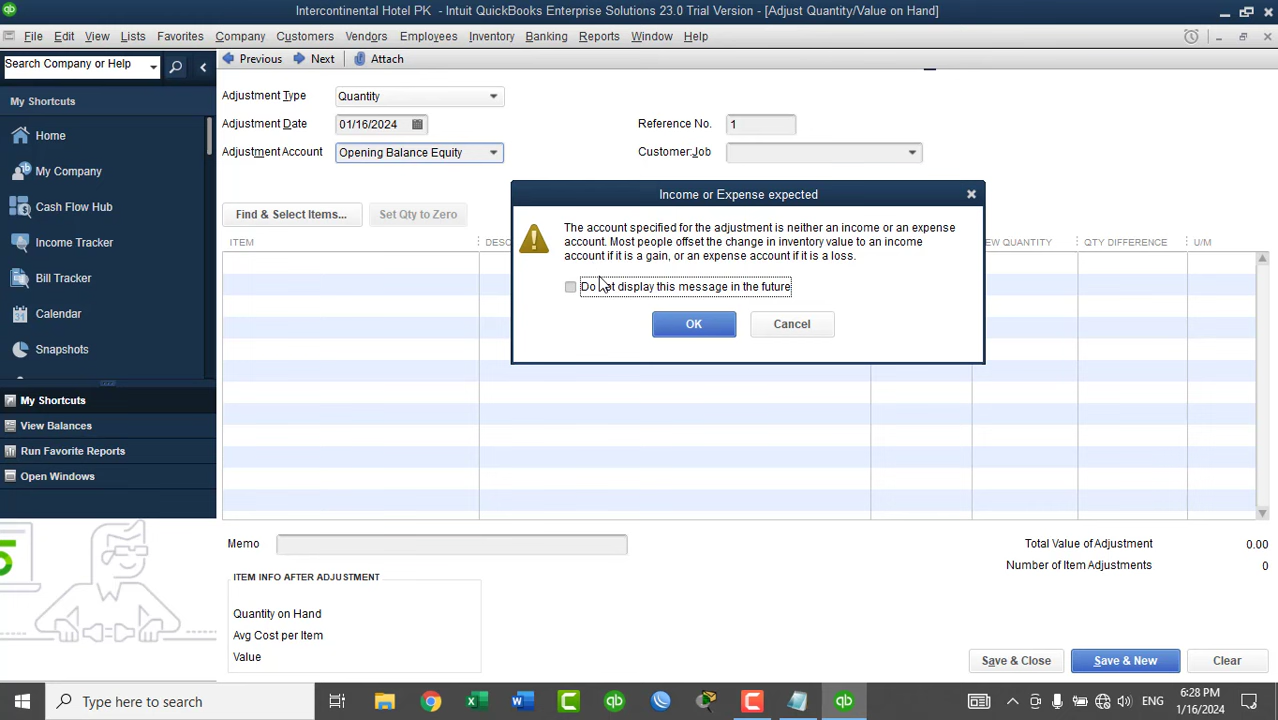 Intercontinental Hotel PK - Intuit QuickBooks Enterprise Solutions 23.0 Trial Version - [Adjust Quantity/Value on Hand]
File Edit View Lists Favorites Company Customers Vendors Employees Inventory Banking Reports Window Help
Search Company or Help
Previous Next Attach
My Shortcuts
Home
My Company
Cash Flow Hub
Income Tracker
Bill Tracker
Calendar
Snapshots
My Shortcuts
View Balances
Run Favorite Reports
Open Windows
Adjustment Type Quantity
Adjustment Date 01/16/2024 Reference No. 1
Adjustment Account Opening Balance Equity Customer:Job
Find & Select Items... Set Qty to Zero
ITEM QUANTITY QTY DIFFERENCE U/M
Income or Expense expected
The account specified for the adjustment is neither an income or an expense
account. Most people offset the change in inventory value to an income
account if it is a gain, or an expense account if it is a loss.
Do not display this message in the future
OK Cancel
Memo
Total Value of Adjustment 0.00
Number of Item Adjustments 0
ITEM INFO AFTER ADJUSTMENT
Quantity on Hand
Avg Cost per Item
Value
Save & Close Save & New Clear
Type here to search
ENG
6:28 PM
1/16/2024